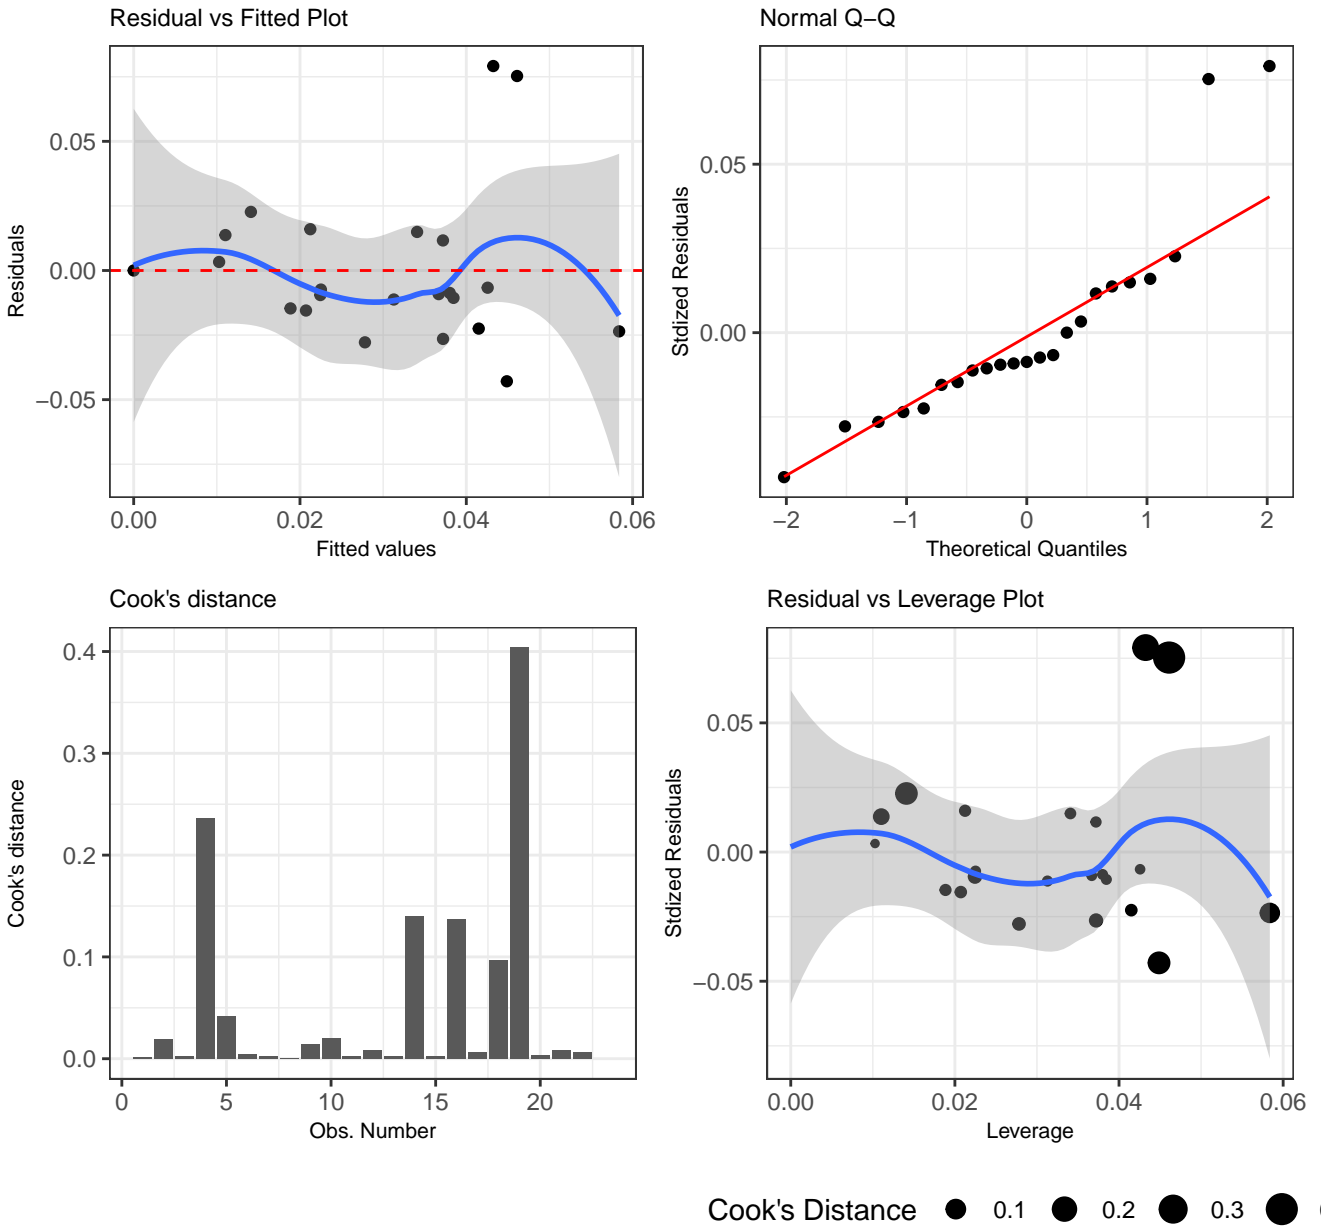 Residual vs Fitted Plot
Residuals
0.05
0.00
−0.05
0.00 0.02 0.04 0.06
Fitted values
Normal Q−Q
Stdized Residuals
0.05
0.00
−2 −1 0 1 2
Theoretical Quantiles
Cook's distance
Cook's distance
0.4
0.3
0.2
0.1
0.0
0 5 10 15 20
Obs. Number
Residual vs Leverage Plot
Stdized Residuals
0.05
0.00
−0.05
0.00 0.02 0.04 0.06
Leverage
Cook's Distance 0.1 0.2 0.3